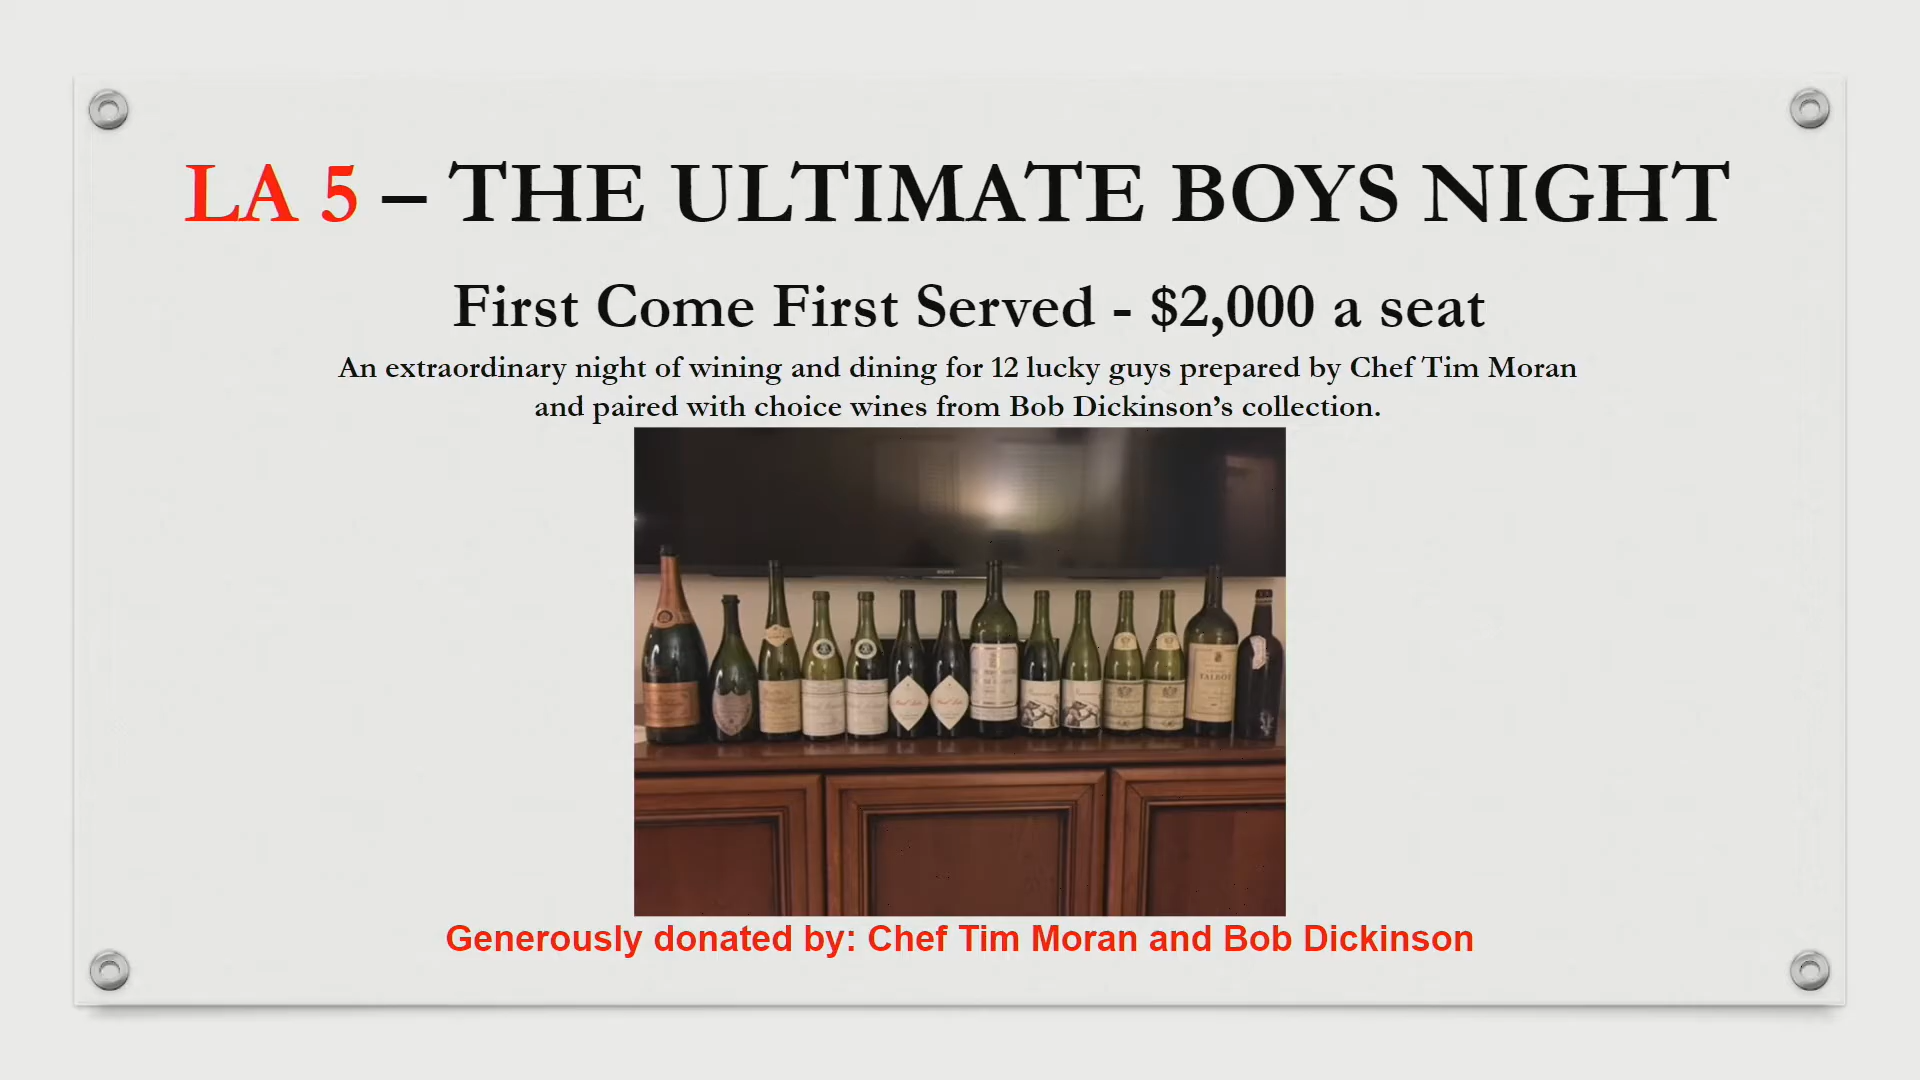 LA 5 – THE ULTIMATE BOYS NIGHT
First Come First Served - $2,000 a seat
An extraordinary night of wining and dining for 12 lucky guys prepared by Chef Tim Moran
and paired with choice wines from Bob Dickinson’s collection.
SONY
TALBOT
Generously donated by: Chef Tim Moran and Bob Dickinson